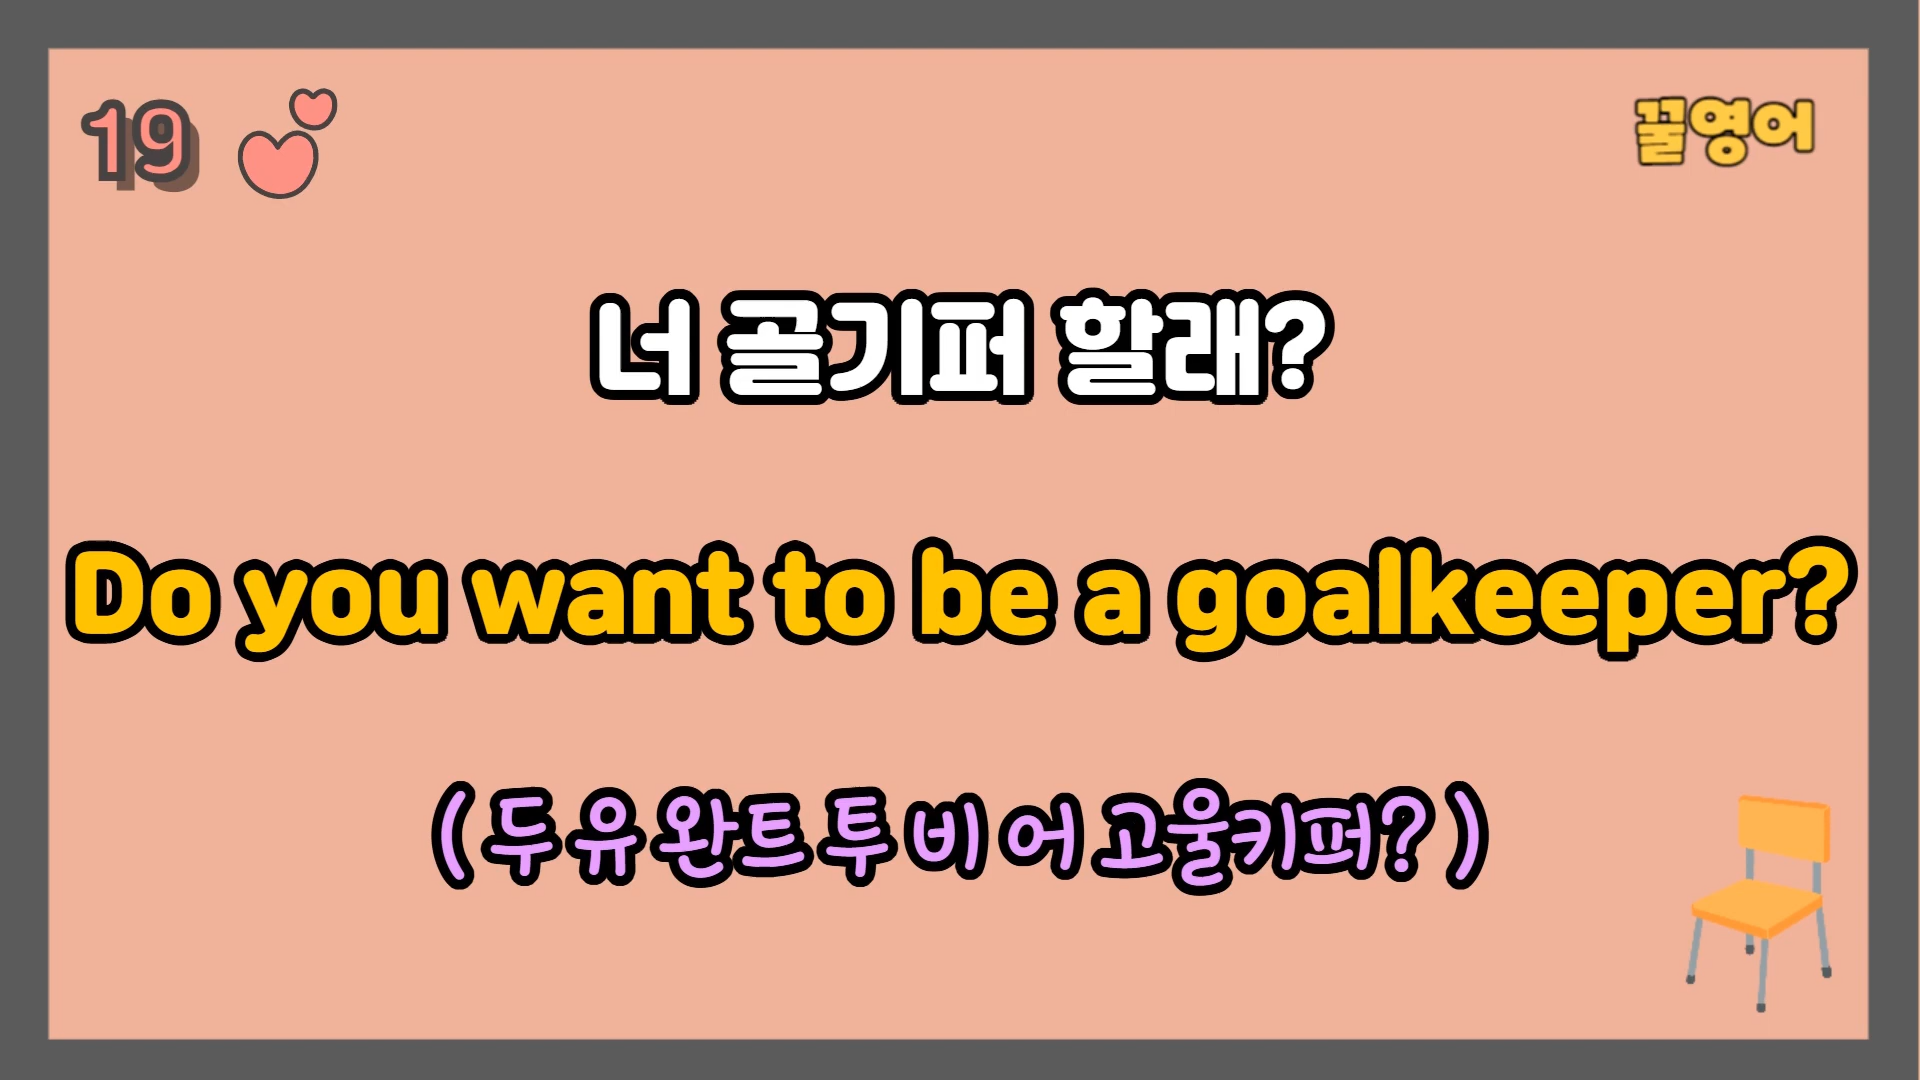 19
꿀영어
너 골기퍼 할래?
Do you want to be a goalkeeper?
( 두 유 완트 투 비 어 고울키퍼? )